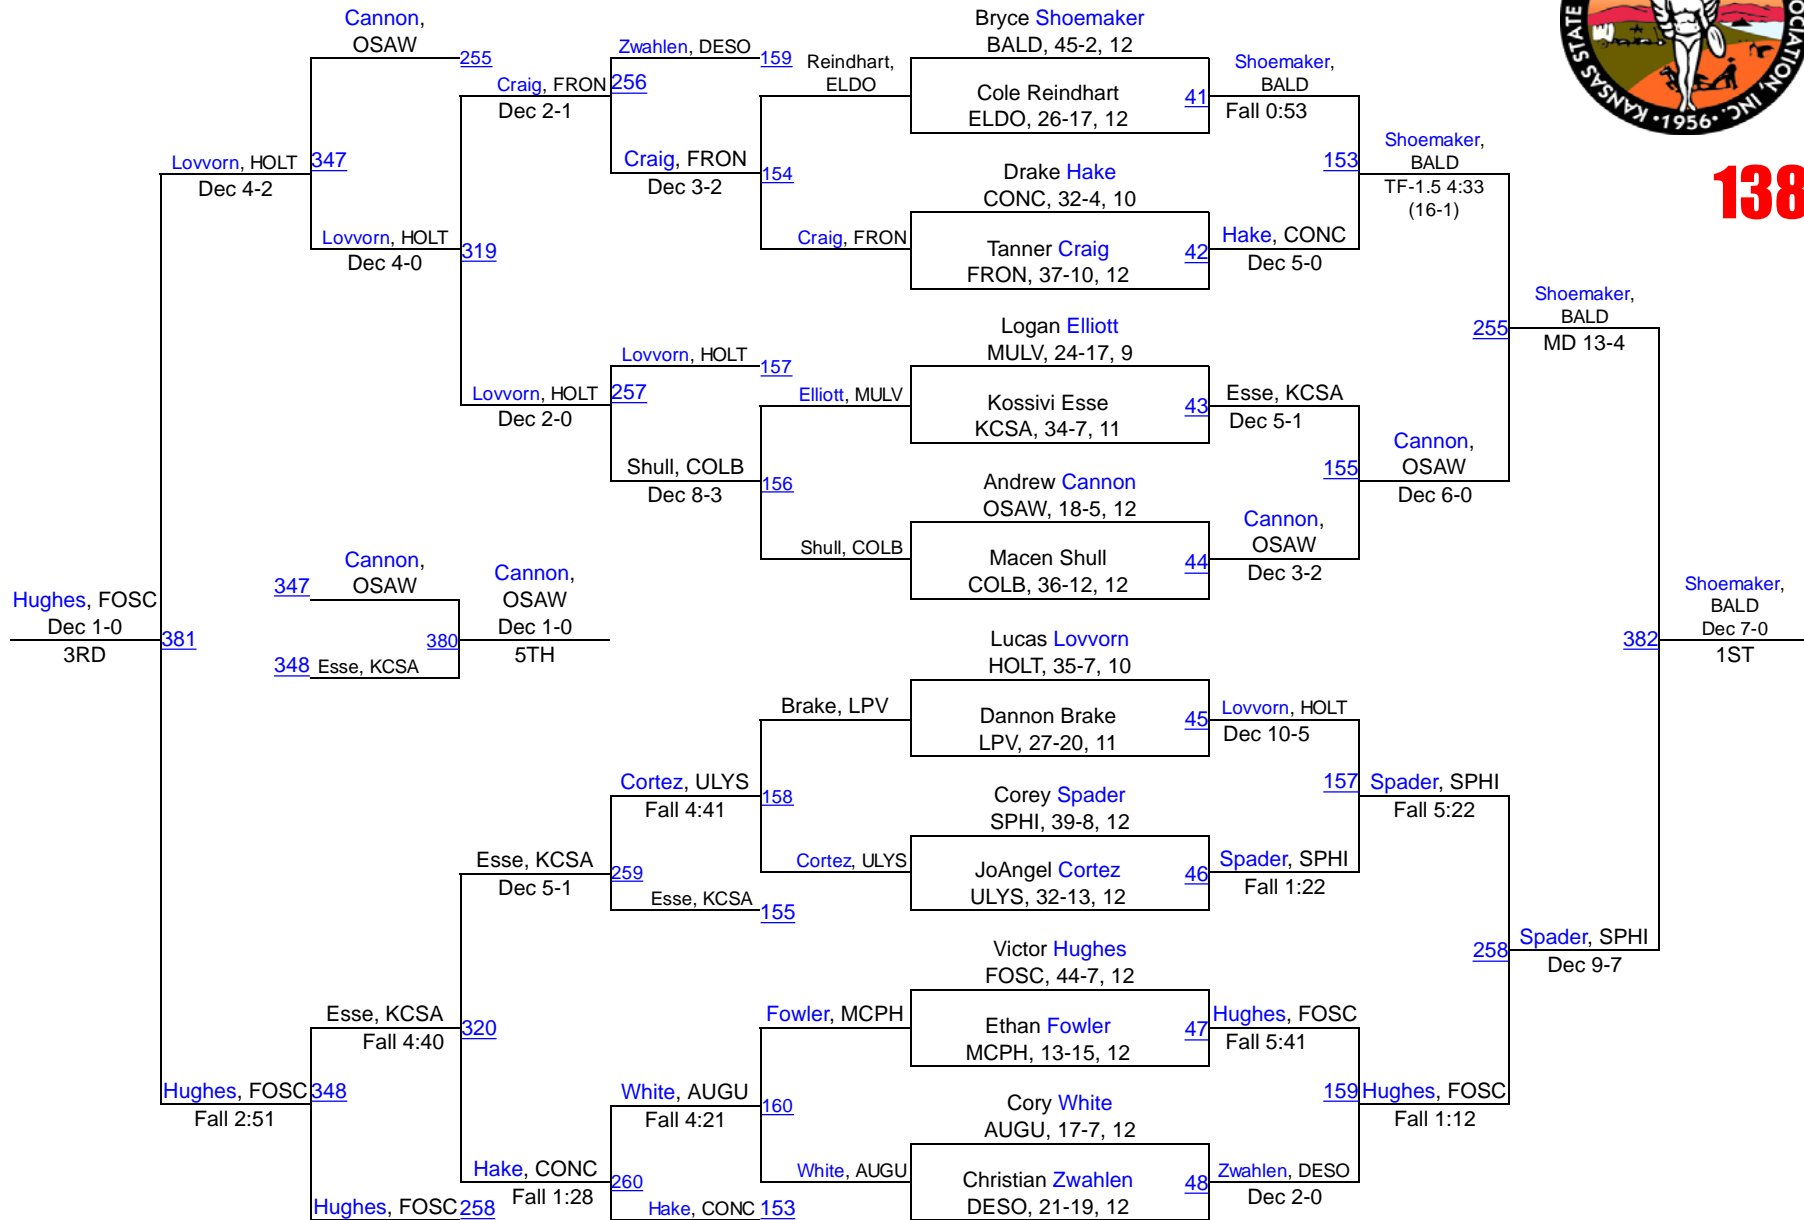 Cannon,
OSAW
255
Zwahlen, DESO
159
Craig, FRON
256
Dec 2-1
Craig, FRON
154
Dec 3-2
Reindhart,
ELDO
Craig, FRON
Lovvorn, HOLT
347
Dec 4-2
Lovvorn, HOLT
319
Dec 4-0
Lovvorn, HOLT
157
Lovvorn, HOLT
257
Dec 2-0
Elliott, MULV
Shull, COLB
156
Dec 8-3
Shull, COLB
Hughes, FOSC
Dec 1-0
381
3RD
347
Cannon,
OSAW
348
Esse, KCSA
380
Cannon,
OSAW
Dec 1-0
5TH
Brake, LPV
Cortez, ULYS
158
Fall 4:41
Cortez, ULYS
Esse, KCSA
259
Dec 5-1
Esse, KCSA
155
Esse, KCSA
320
Fall 4:40
Fowler, MCPH
Hughes, FOSC
348
Fall 2:51
White, AUGU
160
Fall 4:21
White, AUGU
Hake, CONC
260
Fall 1:28
Hughes, FOSC
258
Hake, CONC
153
Bryce Shoemaker
BALD, 45-2, 12
Cole Reindhart
ELDO, 26-17, 12
41
Drake Hake
CONC, 32-4, 10
Tanner Craig
FRON, 37-10, 12
42
Logan Elliott
MULV, 24-17, 9
Kossivi Esse
KCSA, 34-7, 11
43
Andrew Cannon
OSAW, 18-5, 12
Macen Shull
COLB, 36-12, 12
44
Lucas Lovvorn
HOLT, 35-7, 10
Dannon Brake
LPV, 27-20, 11
45
Corey Spader
SPHI, 39-8, 12
JoAngel Cortez
ULYS, 32-13, 12
46
Victor Hughes
FOSC, 44-7, 12
Ethan Fowler
MCPH, 13-15, 12
47
Cory White
AUGU, 17-7, 12
Christian Zwahlen
DESO, 21-19, 12
48
Shoemaker,
BALD
Fall 0:53
Hake, CONC
Dec 5-0
153
Shoemaker,
BALD
TF-1.5 4:33
(16-1)
Esse, KCSA
Dec 5-1
Cannon,
OSAW
Dec 3-2
155
Cannon,
OSAW
Dec 6-0
255
Shoemaker,
BALD
MD 13-4
Lovvorn, HOLT
Dec 10-5
Spader, SPHI
Fall 1:22
157
Spader, SPHI
Fall 5:22
Hughes, FOSC
Fall 5:41
Zwahlen, DESO
Dec 2-0
159
Hughes, FOSC
Fall 1:12
258
Spader, SPHI
Dec 9-7
382
Shoemaker,
BALD
Dec 7-0
1ST
KANSAS STATE
OCIATION, INC.
•1956•
138